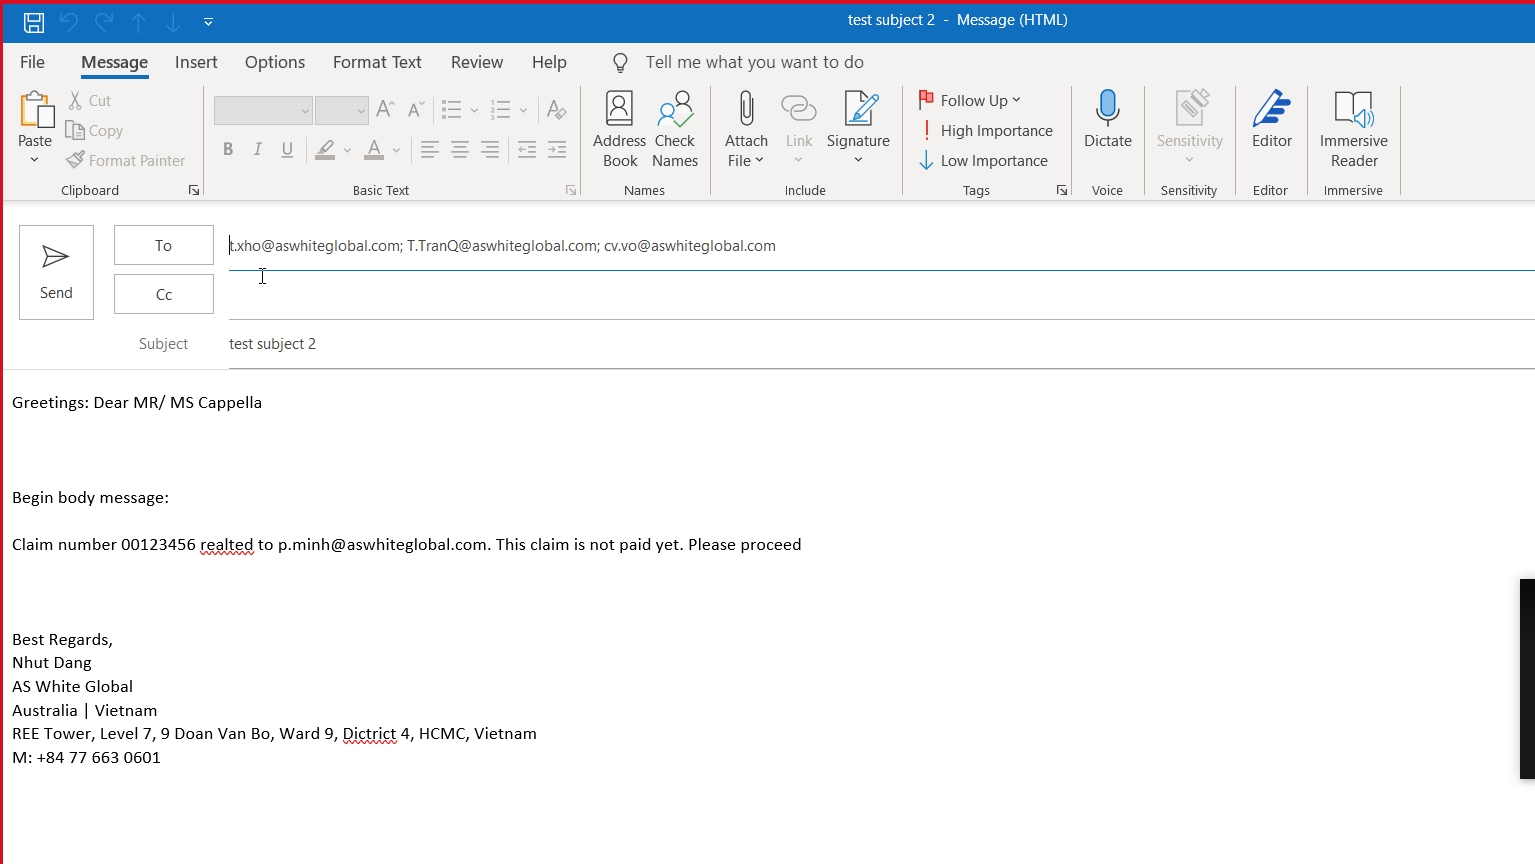 test subject 2 - Message (HTML)
File Message Insert Options Format Text Review Help Tell me what you want to do
Paste
Cut
Copy
Format Painter
Clipboard
B I U
Basic Text
Address Book
Check Names
Names
Attach File
Link
Signature
Include
Follow Up
High Importance
Low Importance
Tags
Dictate
Voice
Sensitivity
Sensitivity
Editor
Editor
Immersive Reader
Immersive
Send
To t.xho@aswhiteglobal.com; T.TranQ@aswhiteglobal.com; cv.vo@aswhiteglobal.com
Cc
Subject test subject 2
Greetings: Dear MR/ MS Cappella
Begin body message:
Claim number 00123456 realted to p.minh@aswhiteglobal.com. This claim is not paid yet. Please proceed
Best Regards,
Nhut Dang
AS White Global
Australia | Vietnam
REE Tower, Level 7, 9 Doan Van Bo, Ward 9, Dictrict 4, HCMC, Vietnam
M: +84 77 663 0601